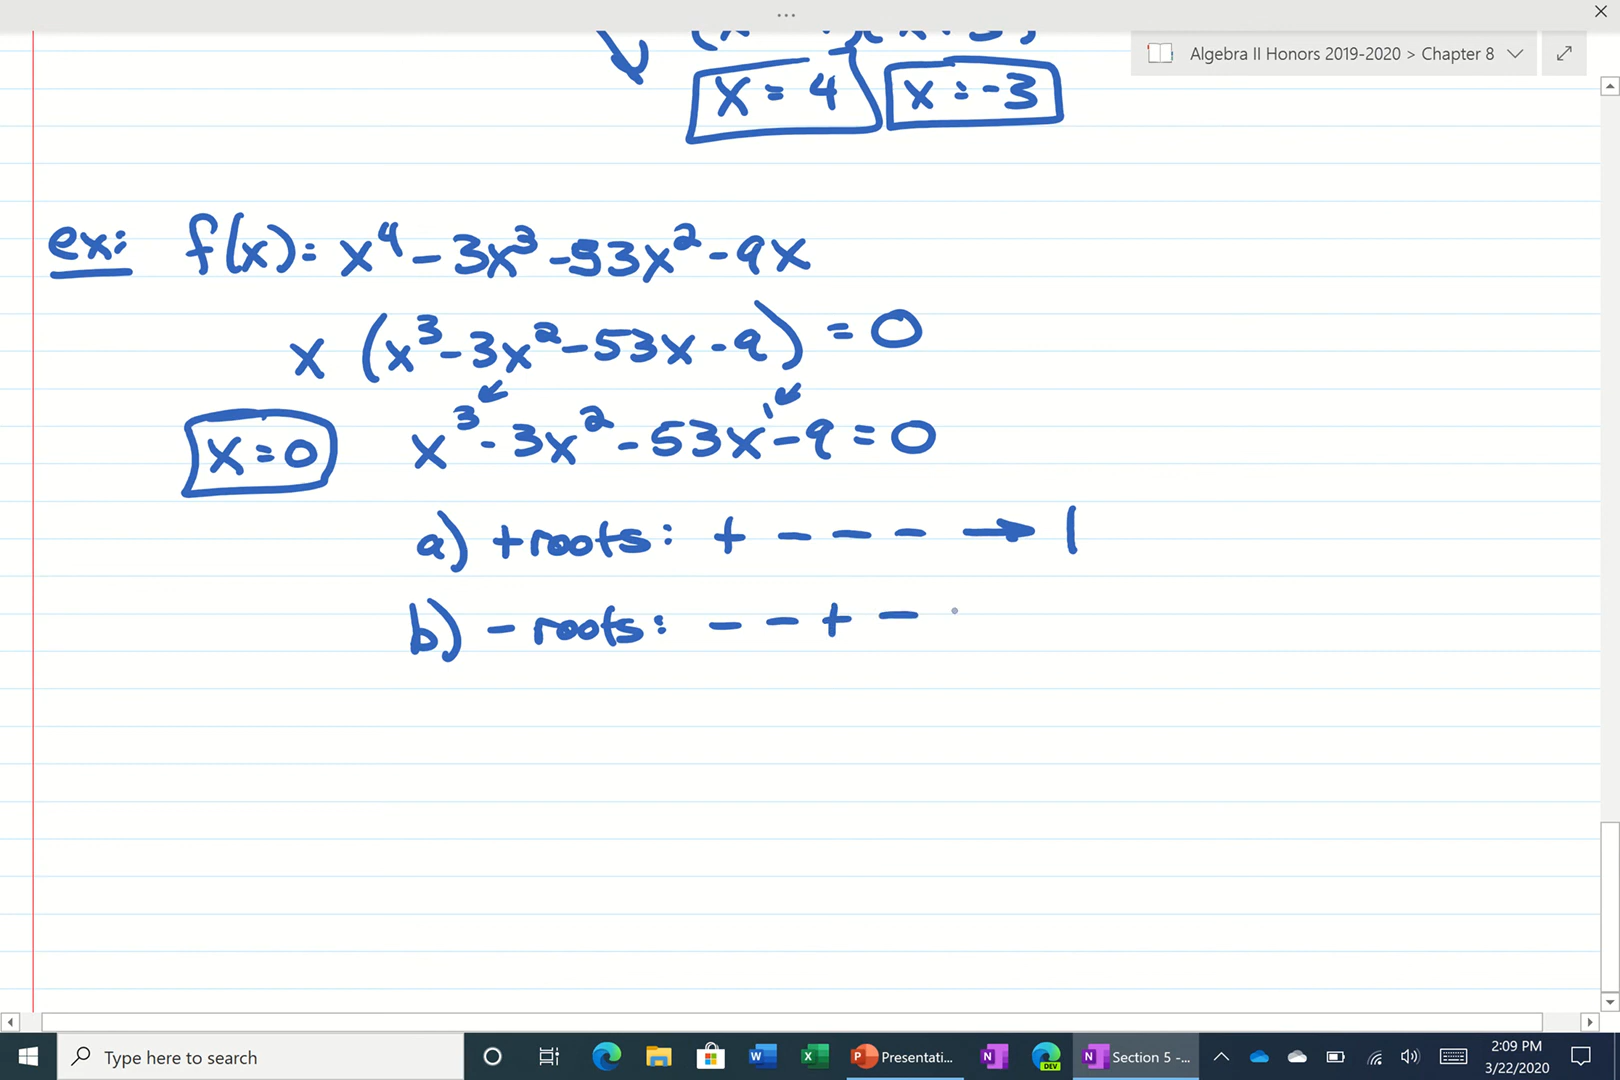 Algebra II Honors 2019-2020 > Chapter 8
x = 4 x = -3
ex: f(x) = x⁴ - 3x³ - 53x² - 9x
x (x³ - 3x² - 53x - 9) = 0
x = 0 x³ - 3x² - 53x¹ - 9 = 0
a) + roots: + - - - → 1
b) - roots: - - + -
Type here to search
Presentati...
Section 5 -...
2:09 PM
3/22/2020